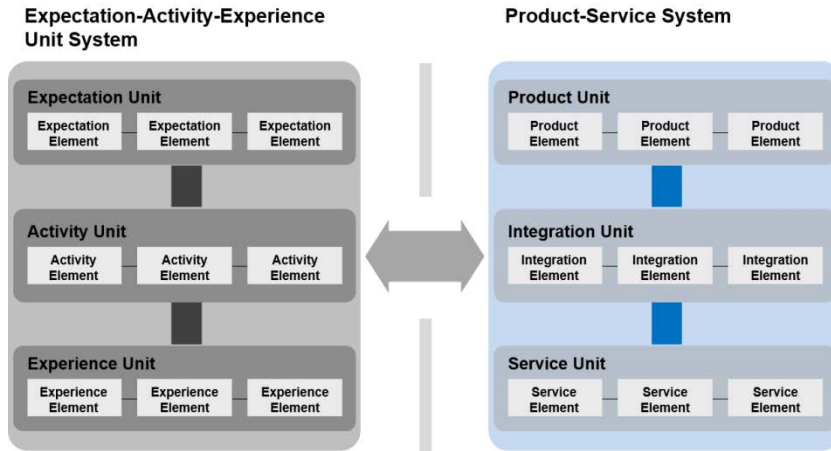 Expectation-Activity-Experience
Unit System
Expectation Unit
Expectation Element
Expectation Element
Expectation Element
Activity Unit
Activity Element
Activity Element
Activity Element
Experience Unit
Experience Element
Experience Element
Experience Element
Product-Service System
Product Unit
Product Element
Product Element
Product Element
Integration Unit
Integration Element
Integration Element
Integration Element
Service Unit
Service Element
Service Element
Service Element